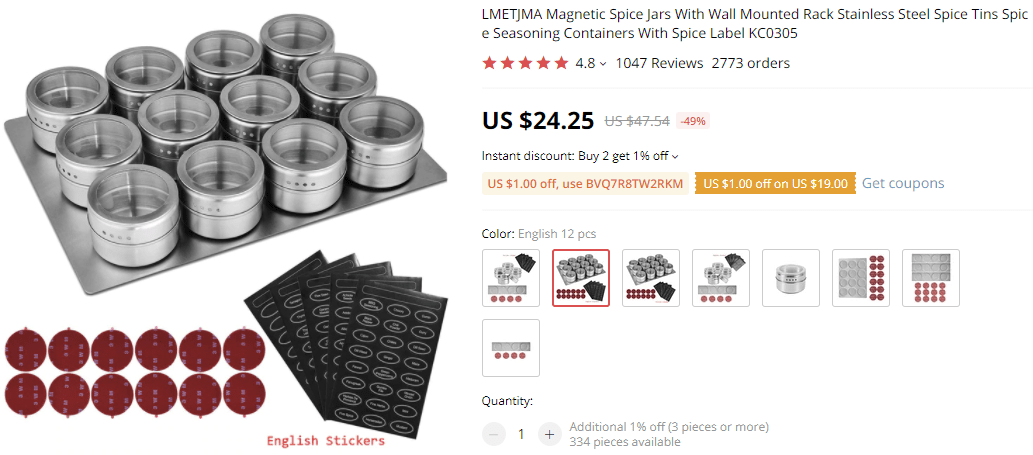 LMETJMA Magnetic Spice Jars With Wall Mounted Rack Stainless Steel Spice Tins Spic
e Seasoning Containers With Spice Label KC0305
4.8 1047 Reviews 2773 orders
US $24.25 US $47.54 -49%
Instant discount: Buy 2 get 1% off
US $1.00 off, use BVQ7R8TW2RKM US $1.00 off on US $19.00 Get coupons
Color: English 12 pcs
English Stickers
Quantity:
1
Additional 1% off (3 pieces or more)
334 pieces available